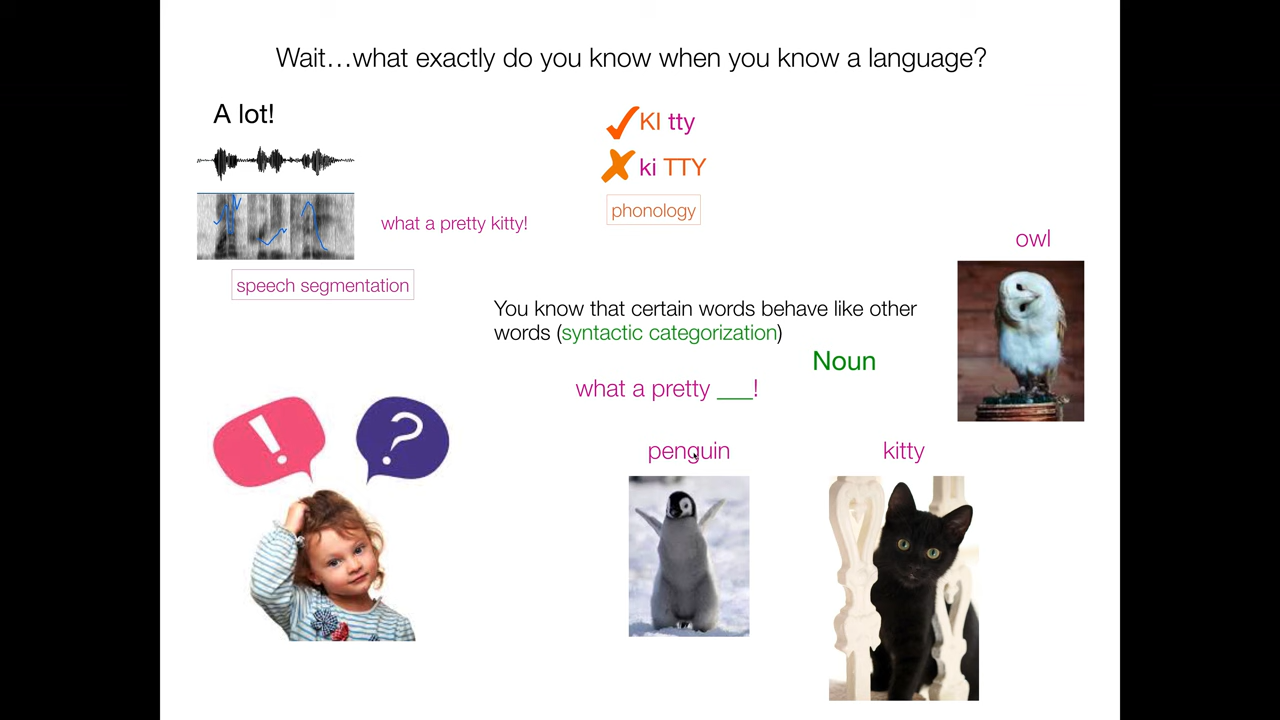 Wait…what exactly do you know when you know a language?
A lot!
KI tty
ki TTY
phonology
what a pretty kitty!
speech segmentation
owl
You know that certain words behave like other
words (syntactic categorization)
Noun
what a pretty ___!
! ?
penguin
kitty